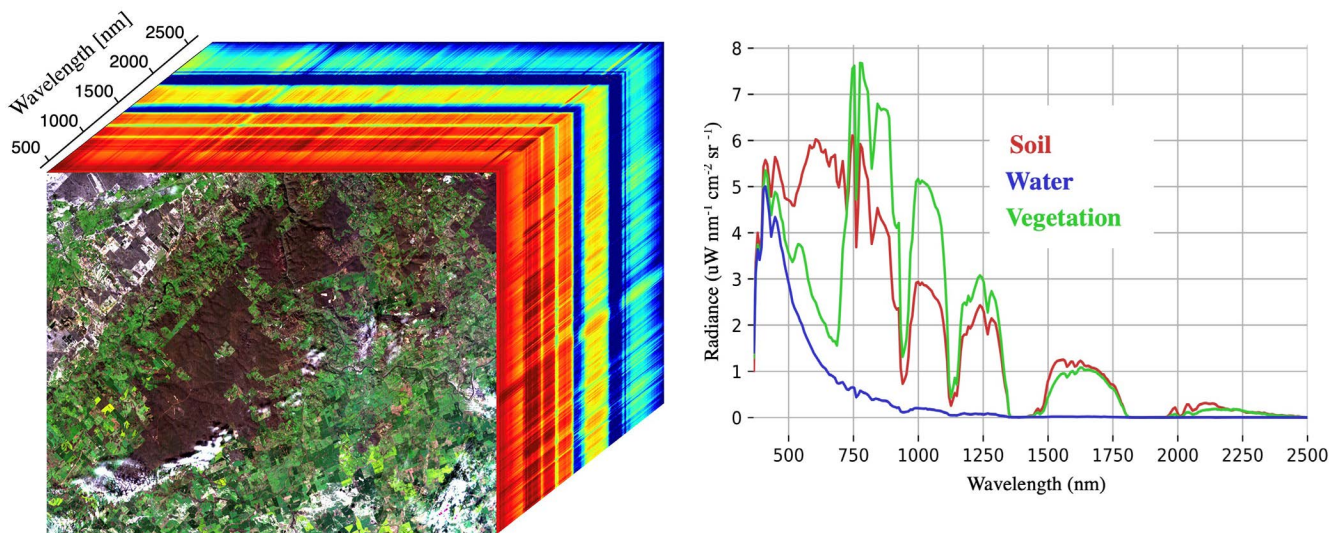 Wavelength [nm]
2500
2000
1500
1000
500
8
7
6
5
4
3
2
1
0
Radiance (uW nm⁻¹ cm⁻² sr⁻¹)
Soil
Water
Vegetation
500 750 1000 1250 1500 1750 2000 2250 2500
Wavelength (nm)